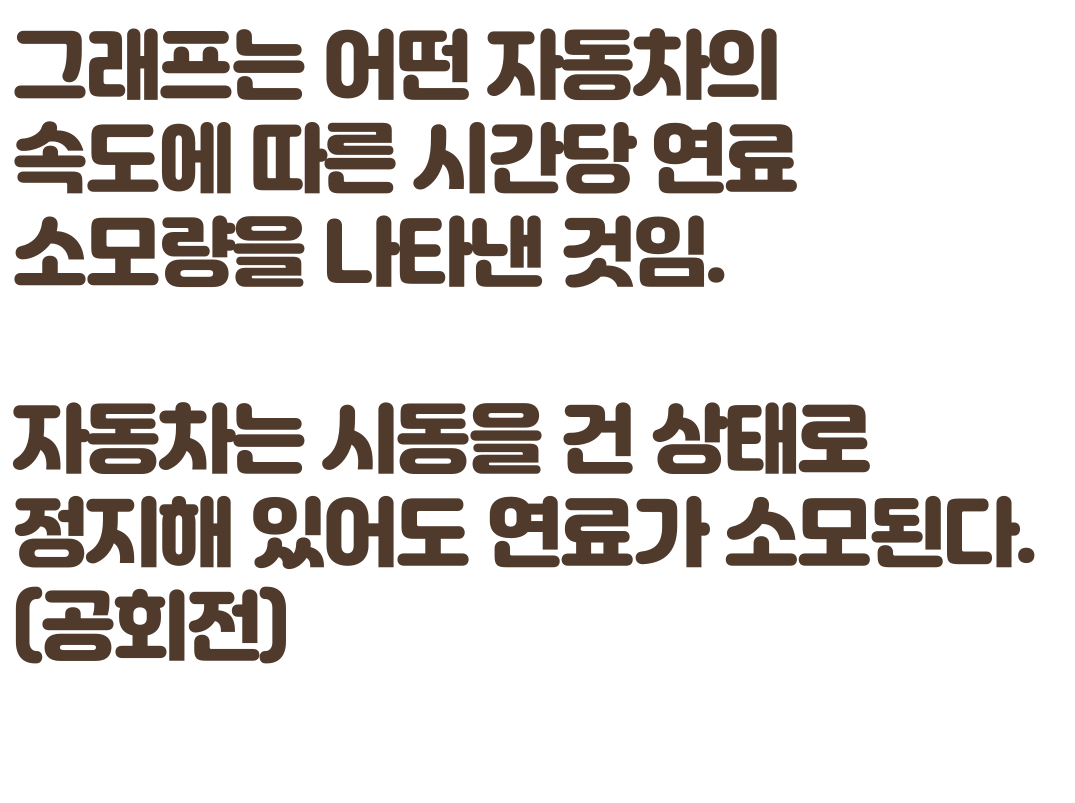 그래프는 어떤 자동차의
속도에 따른 시간당 연료
소모량을 나타낸 것임.
자동차는 시동을 건 상태로
정지해 있어도 연료가 소모된다.
(공회전)